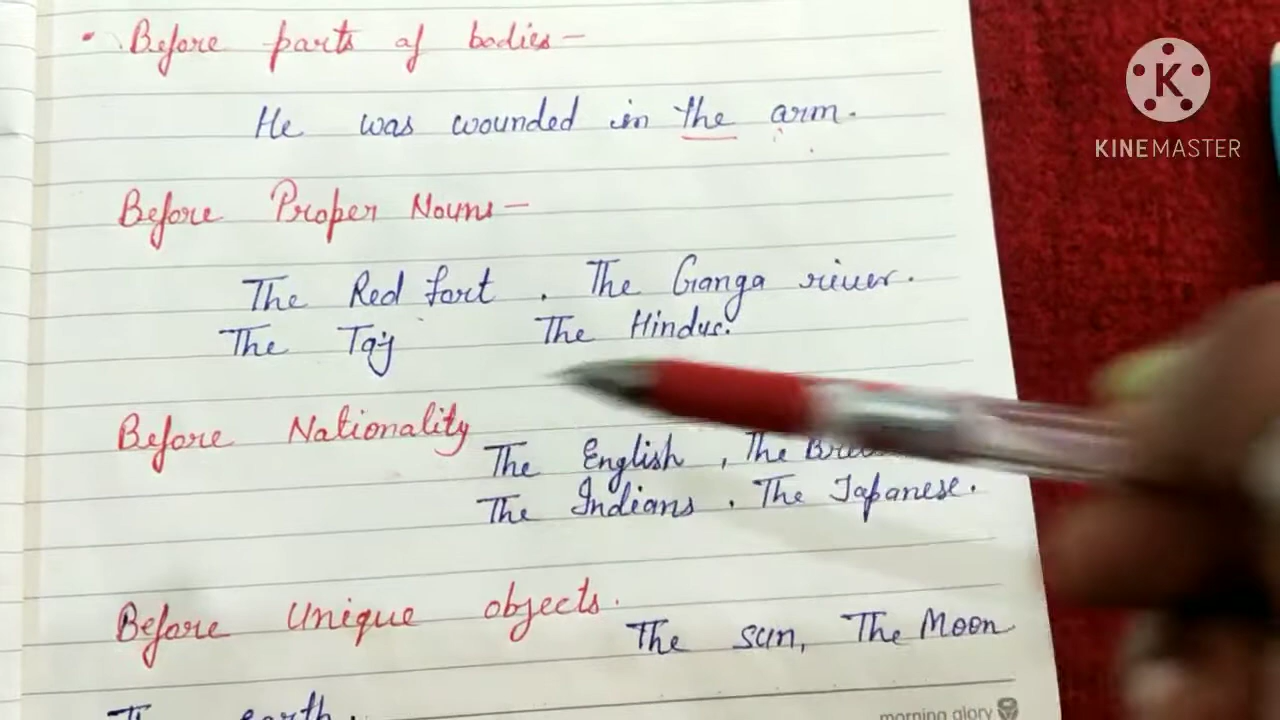 Before parts of bodies-
He was wounded in the arm.
Before Proper Nouns-
The Red fort . The Ganga river.
The Taj The Hindus.
Before Nationality
The English , The
The Indians . The Japanese.
Before Unique objects.
The sun, The Moon
earth.
morning glory
KINEMASTER